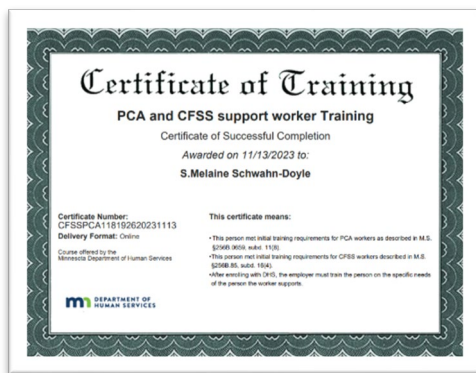 Certificate of Training
PCA and CFSS support worker Training
Certificate of Successful Completion
Awarded on 11/13/2023 to:
S.Melaine Schwahn-Doyle
Certificate Number:
CFSSPCA118192620231113
Delivery Format: Online
Course offered by the
Minnesota Department of Human Services
DEPARTMENT OF
HUMAN SERVICES
This certificate means:
•This person met initial training requirements for PCA workers as described in M.S.
§256B.0659, subd. 11(8).
•This person met initial training requirements for CFSS workers described in M.S
§256B.85, subd. 16(4).
•After enrolling with DHS, the employer must train the person on the specific needs
of the person the worker supports.